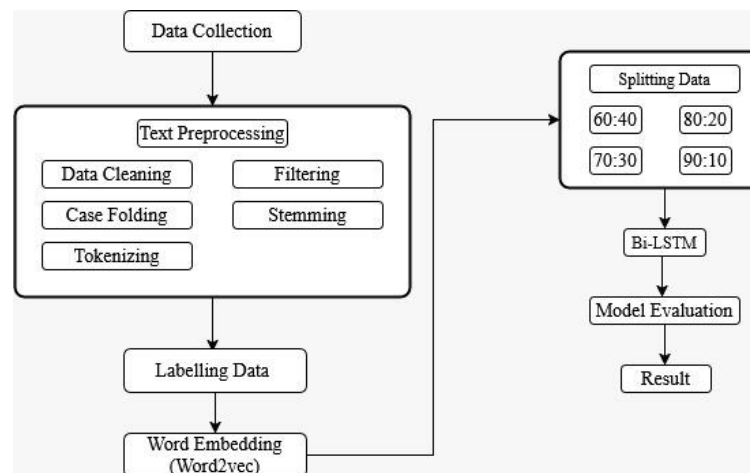 Data Collection
Text Preprocessing
Data Cleaning
Filtering
Case Folding
Stemming
Tokenizing
Labelling Data
Word Embedding
(Word2vec)
Splitting Data
60:40
80:20
70:30
90:10
Bi-LSTM
Model Evaluation
Result